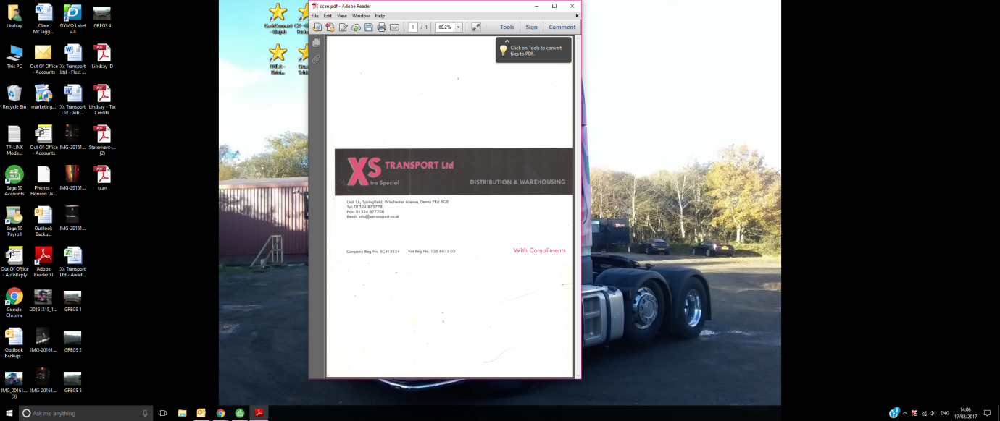 Lindsay
Clare McTagg...
DYMO Label v.8
GREGS 4
This PC
Out Of Office - Accounts
Xs Transport Ltd - Fleet ...
Lindsay ID
Recycle Bin
marketing...
Xs Transport Ltd - Job ...
Lindsay - Tax Credits
TP-LINK Mode...
Out Of Office - Accounts
IMG-20161...
Statement-... (2)
Sage 50 Accounts
Phones - Horison Us...
IMG-20161...
scan
Sage 50 Payroll
Outlook Backu...
IMG-20161...
Out Of Office - AutoReply
Adobe Reader XI
Xs Transport Ltd - Await...
Google Chrome
20161215_1...
GREGS 1
Outlook Backup...
IMG-20161...
GREGS 2
IMG_20161... (3)
IMG-20161...
GREGS 3
- Lloyds
DVLA -
scan.pdf - Adobe Reader
File Edit View Window Help
1 / 1 68.2% Tools Sign Comment
Click on Tools to convert
files to PDF.
XS TRANSPORT Ltd
tra Special DISTRIBUTION & WAREHOUSING
Unit 1A, Springfield, Winchester Avenue, Denny FK6 6QE
Tel: 01324 875778
Fax: 01324 877708
Email: info@xstransport.co.uk
Company Reg No. SC413524 Vat Reg No. 135 6833 03 With Compliments
Ask me anything
ENG
14:06
17/02/2017